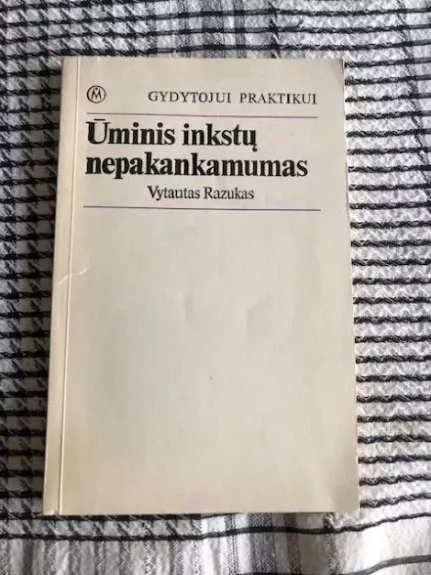 GYDYTOJUI PRAKTIKUI
Ūminis inkstų
nepakankamumas
Vytautas Razukas